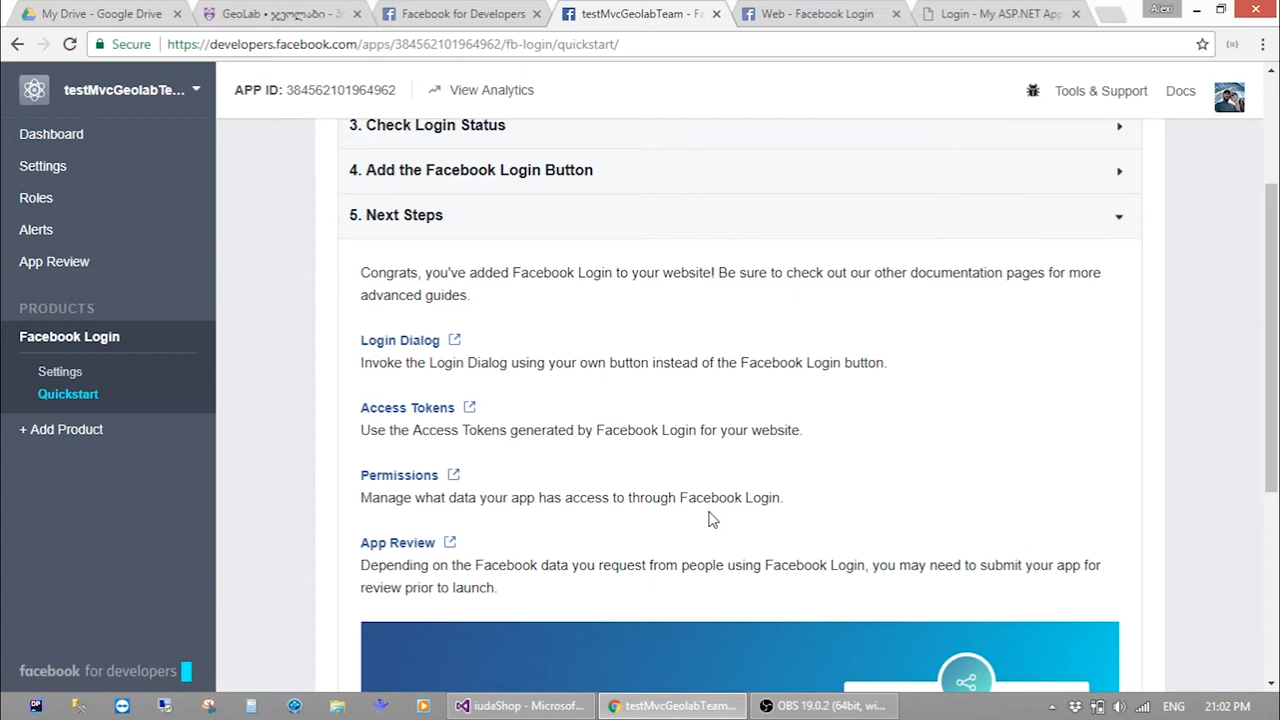 My Drive - Google Drive
GeoLab • ჯეოლაბი - 
Facebook for Developers
testMvcGeolabTeam - F
Web - Facebook Login
Login - My ASP.NET App
Alexi
Secure
https://developers.facebook.com/apps/384562101964962/fb-login/quickstart/
testMvcGeolabTe...
APP ID: 384562101964962
View Analytics
Tools & Support
Docs
Dashboard
Settings
Roles
Alerts
App Review
PRODUCTS
Facebook Login
Settings
Quickstart
+ Add Product
facebook for developers
3. Check Login Status
4. Add the Facebook Login Button
5. Next Steps
Congrats, you've added Facebook Login to your website! Be sure to check out our other documentation pages for more
advanced guides.
Login Dialog
Invoke the Login Dialog using your own button instead of the Facebook Login button.
Access Tokens
Use the Access Tokens generated by Facebook Login for your website.
Permissions
Manage what data your app has access to through Facebook Login.
App Review
Depending on the Facebook data you request from people using Facebook Login, you may need to submit your app for
review prior to launch.
iudaShop - Microsof...
testMvcGeolabTeam...
OBS 19.0.2 (64bit, wi...
ENG
21:02 PM